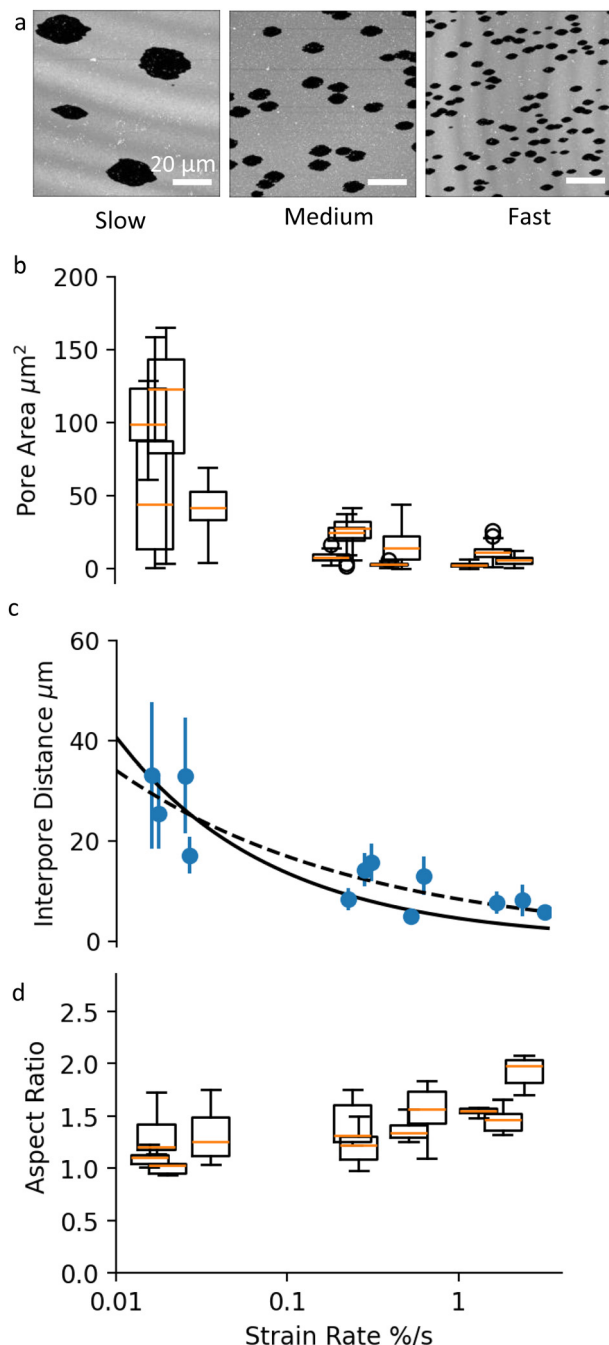 a
20 µm
Slow Medium Fast
b
200
150
100
50
0
Pore Area µm²
c
60
40
20
0
Interpore Distance µm
d
2.5
2.0
1.5
1.0
0.5
0.0
Aspect Ratio
0.01 0.1 1
Strain Rate %/s